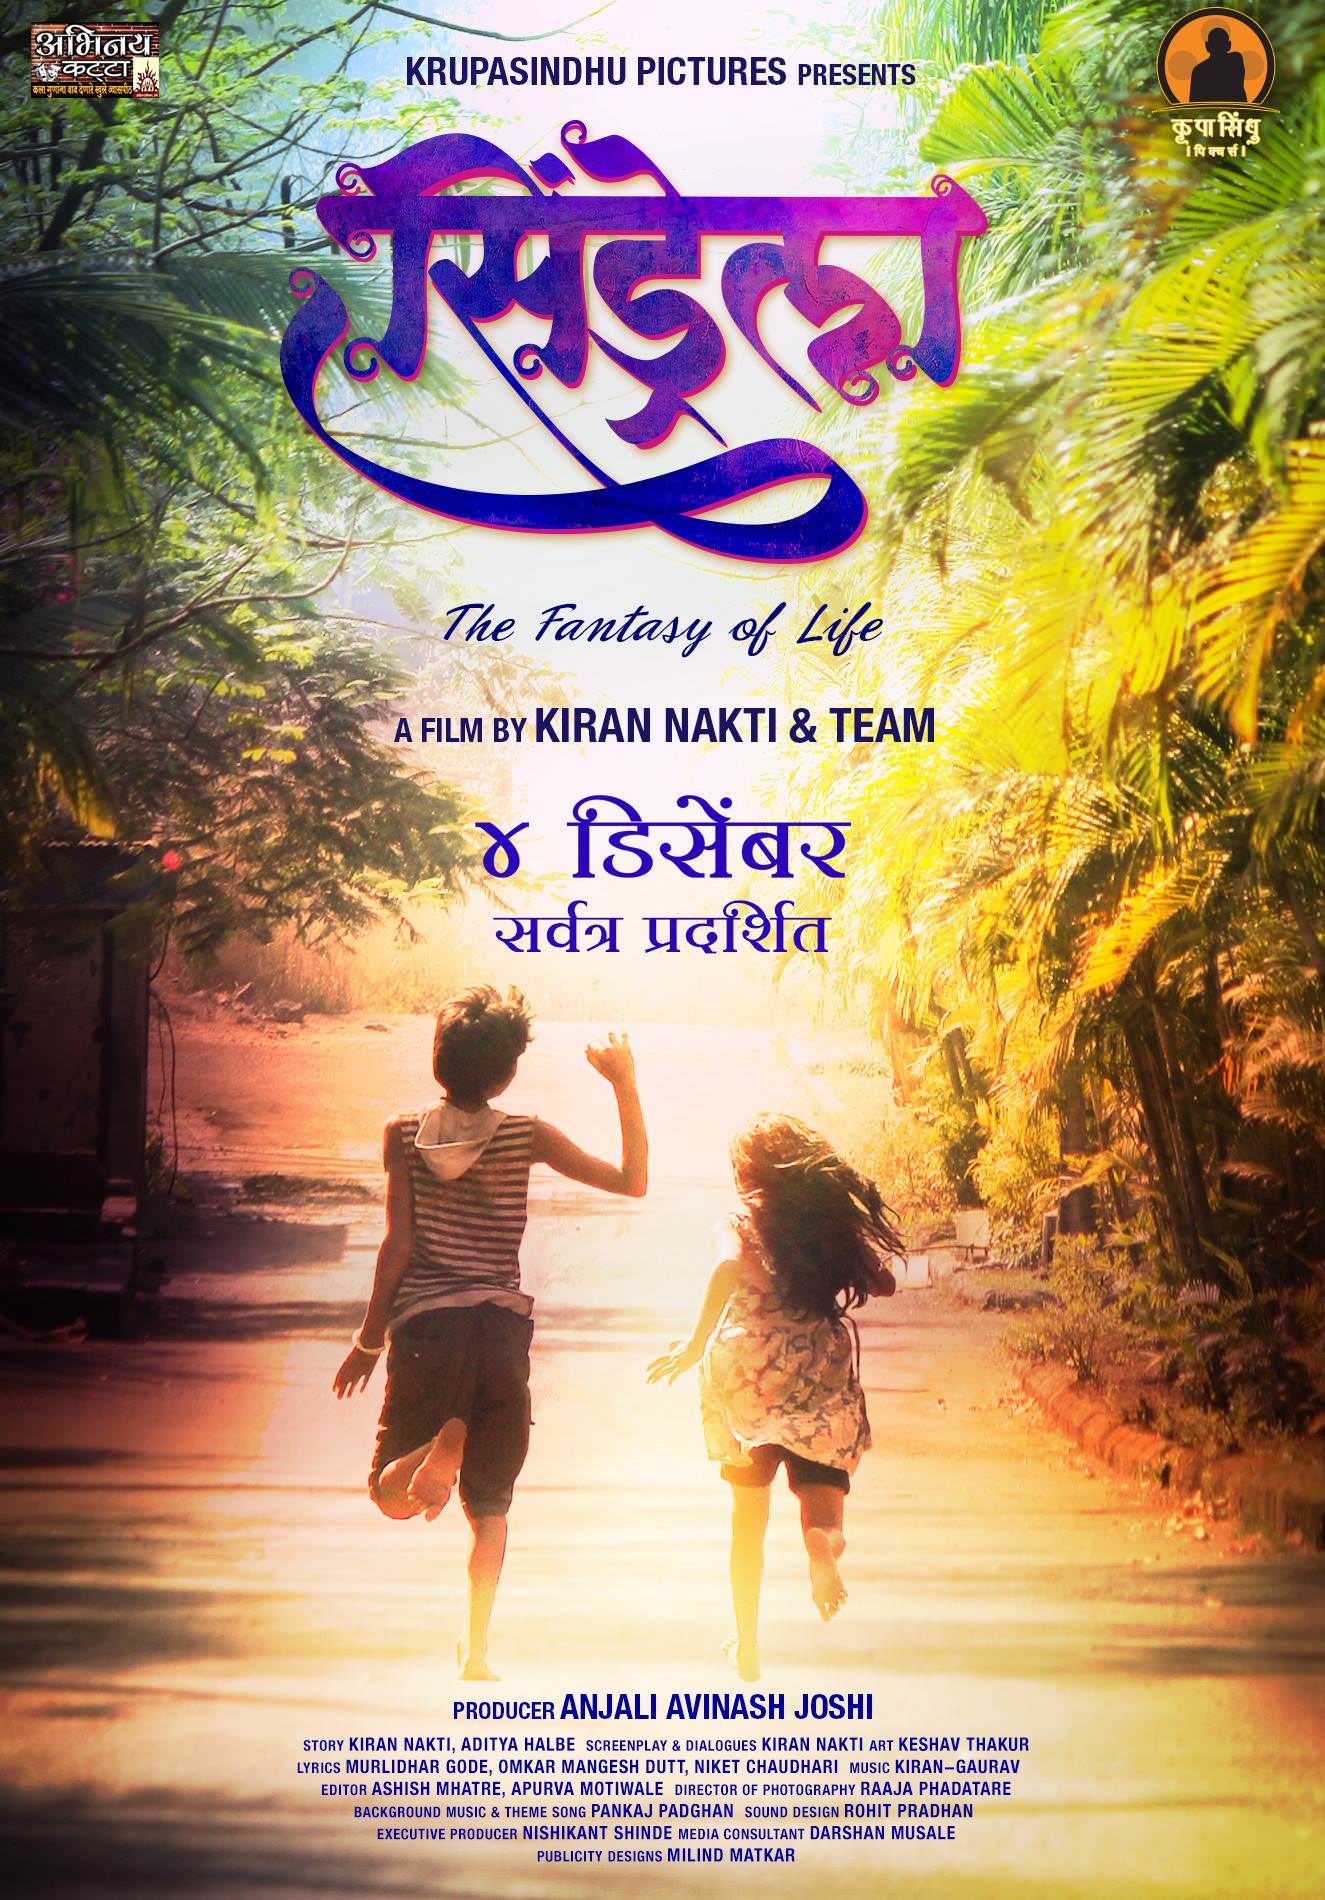 अभिनय
कट्टा
कला गुणांना वाव देणारे खुले व्यासपीठ
KRUPASINDHU PICTURES PRESENTS
कृपासिंधु
। पिक्चर्स ।
सिंड्रेला
The Fantasy of Life
A FILM BY KIRAN NAKTI & TEAM
४ डिसेंबर
सर्वत्र प्रदर्शित
PRODUCER ANJALI AVINASH JOSHI
STORY KIRAN NAKTI, ADITYA HALBE SCREENPLAY & DIALOGUES KIRAN NAKTI ART KESHAV THAKUR
LYRICS MURLIDHAR GODE, OMKAR MANGESH DUTT, NIKET CHAUDHARI MUSIC KIRAN–GAURAV
EDITOR ASHISH MHATRE, APURVA MOTIWALE DIRECTOR OF PHOTOGRAPHY RAAJA PHADATARE
BACKGROUND MUSIC & THEME SONG PANKAJ PADGHAN SOUND DESIGN ROHIT PRADHAN
EXECUTIVE PRODUCER NISHIKANT SHINDE MEDIA CONSULTANT DARSHAN MUSALE
PUBLICITY DESIGNS MILIND MATKAR